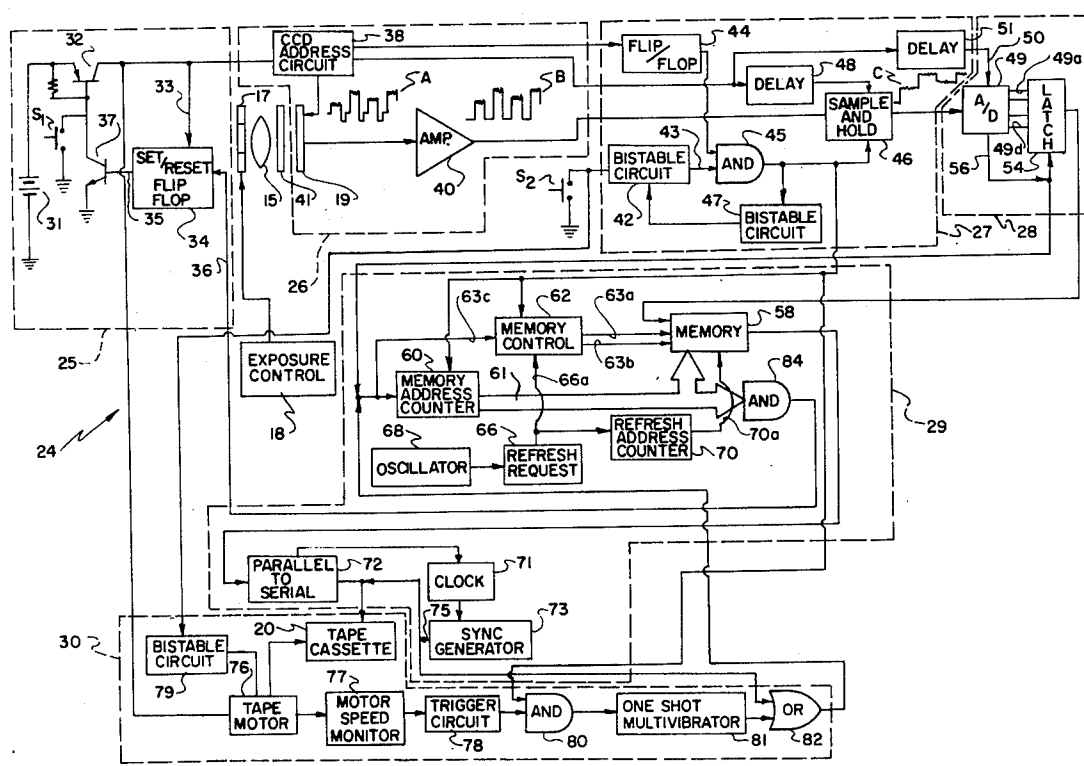 32
CCD
ADDRESS
CIRCUIT
38
44
FLIP/
FLOP
51
DELAY
50
49
49a
33
37
17
A
B
48
DELAY
C
SAMPLE
AND
HOLD
A/D
LATCH
S1
SET/RESET
FLIP
FLOP
AMP.
40
43
45
BISTABLE
CIRCUIT
AND
46
49d
56
54
31
35
34
15
41
19
S2
42
47
BISTABLE
CIRCUIT
27
28
36
26
25
63c
62
63a
58
MEMORY
CONTROL
MEMORY
EXPOSURE
CONTROL
60
MEMORY
ADDRESS
COUNTER
61
66a
63b
84
AND
24
18
68
OSCILLATOR
66
REFRESH
REQUEST
REFRESH
ADDRESS
COUNTER
70
70a
29
PARALLEL
TO
SERIAL
72
CLOCK
71
30
BISTABLE
CIRCUIT
79
20
TAPE
CASSETTE
75
SYNC
GENERATOR
73
76
TAPE
MOTOR
77
MOTOR
SPEED
MONITOR
TRIGGER
CIRCUIT
78
AND
80
ONE SHOT
MULTIVIBRATOR
81
OR
82